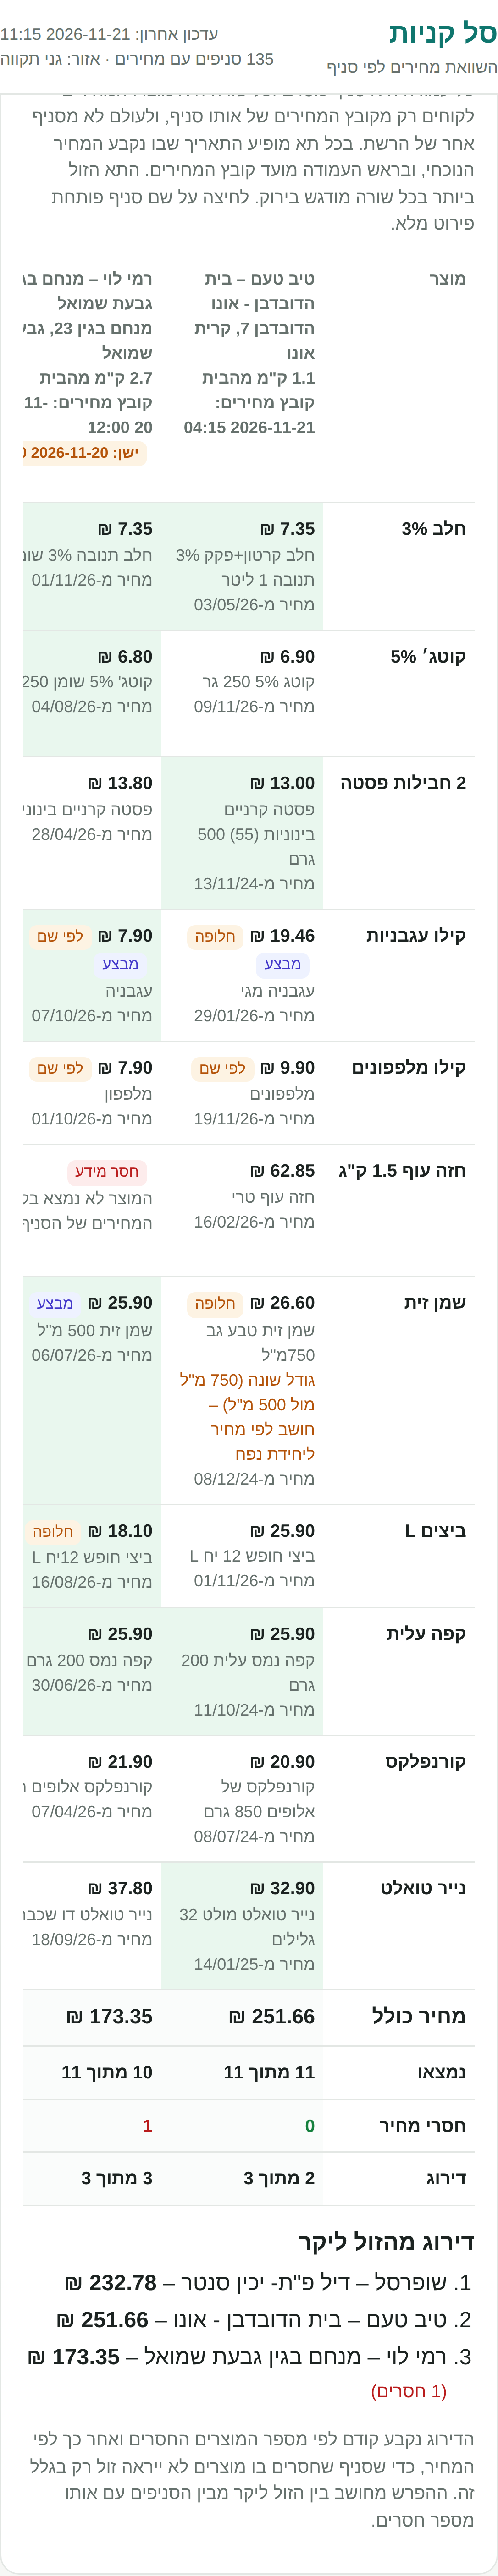 סל קניות
השוואת מחירים לפי סניף
עדכון אחרון: 2026-11-21 11:15
135 סניפים עם מחירים · אזור: גני תקווה
לקוחים רק מקובץ המחירים של אותו סניף, ולעולם לא מסניף
אחר של הרשת. בכל תא מופיע התאריך שבו נקבע המחיר
הנוכחי, ובראש העמודה מועד קובץ המחירים. התא הזול
ביותר בכל שורה מודגש בירוק. לחיצה על שם סניף פותחת
פירוט מלא.
מוצר
טיב טעם – בית
הדובדבן - אונו
הדובדבן 7, קרית
אונו
1.1 ק"מ מהבית
קובץ מחירים:
2026-11-21 04:15
רמי לוי – מנחם
גבעת שמואל
מנחם בגין 23,
שמואל
2.7 ק"מ מהבית
קובץ מחירים: 11-
20 12:00
ישן: 2026-11-20
חלב 3%
7.35 ₪
חלב קרטון+פקק 3%
תנובה 1 ליטר
מחיר מ-03/05/26
7.35 ₪
חלב תנובה 3%
מחיר מ-01/11/26
קוטג׳ 5%
6.90 ₪
קוטג 5% 250 גר
מחיר מ-09/11/26
6.80 ₪
קוטג' 5% שומן 250
מחיר מ-04/08/26
2 חבילות פסטה
13.00 ₪
פסטה קרניים
בינוניות (55) 500
גרם
מחיר מ-13/11/24
13.80 ₪
פסטה קרניים
מחיר מ-28/04/26
קילו עגבניות
19.46 ₪ חלופה
מבצע
עגבניה מגי
מחיר מ-29/01/26
7.90 ₪ לפי שם
מבצע
עגבניה
מחיר מ-07/10/26
קילו מלפפונים
9.90 ₪ לפי שם
מלפפונים
מחיר מ-19/11/26
7.90 ₪ לפי שם
מלפפון
מחיר מ-01/10/26
חזה עוף 1.5 ק"ג
62.85 ₪
חזה עוף טרי
מחיר מ-16/02/26
חסר מידע
המוצר לא נמצא
המחירים של הסניף
שמן זית
26.60 ₪ חלופה
שמן זית טבע גב
750מ"ל
גודל שונה (750 מ"ל
מול 500 מ"ל) –
חושב לפי מחיר
ליחידת נפח
מחיר מ-08/12/24
25.90 ₪ מבצע
שמן זית 500 מ"ל
מחיר מ-06/07/26
ביצים L
25.90 ₪
ביצי חופש 12 יח L
מחיר מ-01/11/26
18.10 ₪ חלופה
ביצי חופש 12יח L
מחיר מ-16/08/26
קפה עלית
25.90 ₪
קפה נמס עלית 200
גרם
מחיר מ-11/10/24
25.90 ₪
קפה נמס 200 גרם
מחיר מ-30/06/26
קורנפלקס
20.90 ₪
קורנפלקס של
אלופים 850 גרם
מחיר מ-08/07/24
21.90 ₪
קורנפלקס אלופים
מחיר מ-07/04/26
נייר טואלט
32.90 ₪
נייר טואלט מולט 32
גלילים
מחיר מ-14/01/25
37.80 ₪
נייר טואלט דו
מחיר מ-18/09/26
מחיר כולל
251.66 ₪
173.35 ₪
נמצאו
11 מתוך 11
10 מתוך 11
חסרי מחיר
0
1
דירוג
2 מתוך 3
3 מתוך 3
דירוג מהזול ליקר
1. שופרסל – דיל פ"ת- יכין סנטר – 232.78 ₪
2. טיב טעם – בית הדובדבן - אונו – 251.66 ₪
3. רמי לוי – מנחם בגין גבעת שמואל – 173.35 ₪
(1 חסרים)
הדירוג נקבע קודם לפי מספר המוצרים החסרים ואחר כך לפי
המחיר, כדי שסניף שחסרים בו מוצרים לא ייראה זול רק בגלל
זה. ההפרש מחושב בין הזול ליקר מבין הסניפים עם אותו
מספר חסרים.